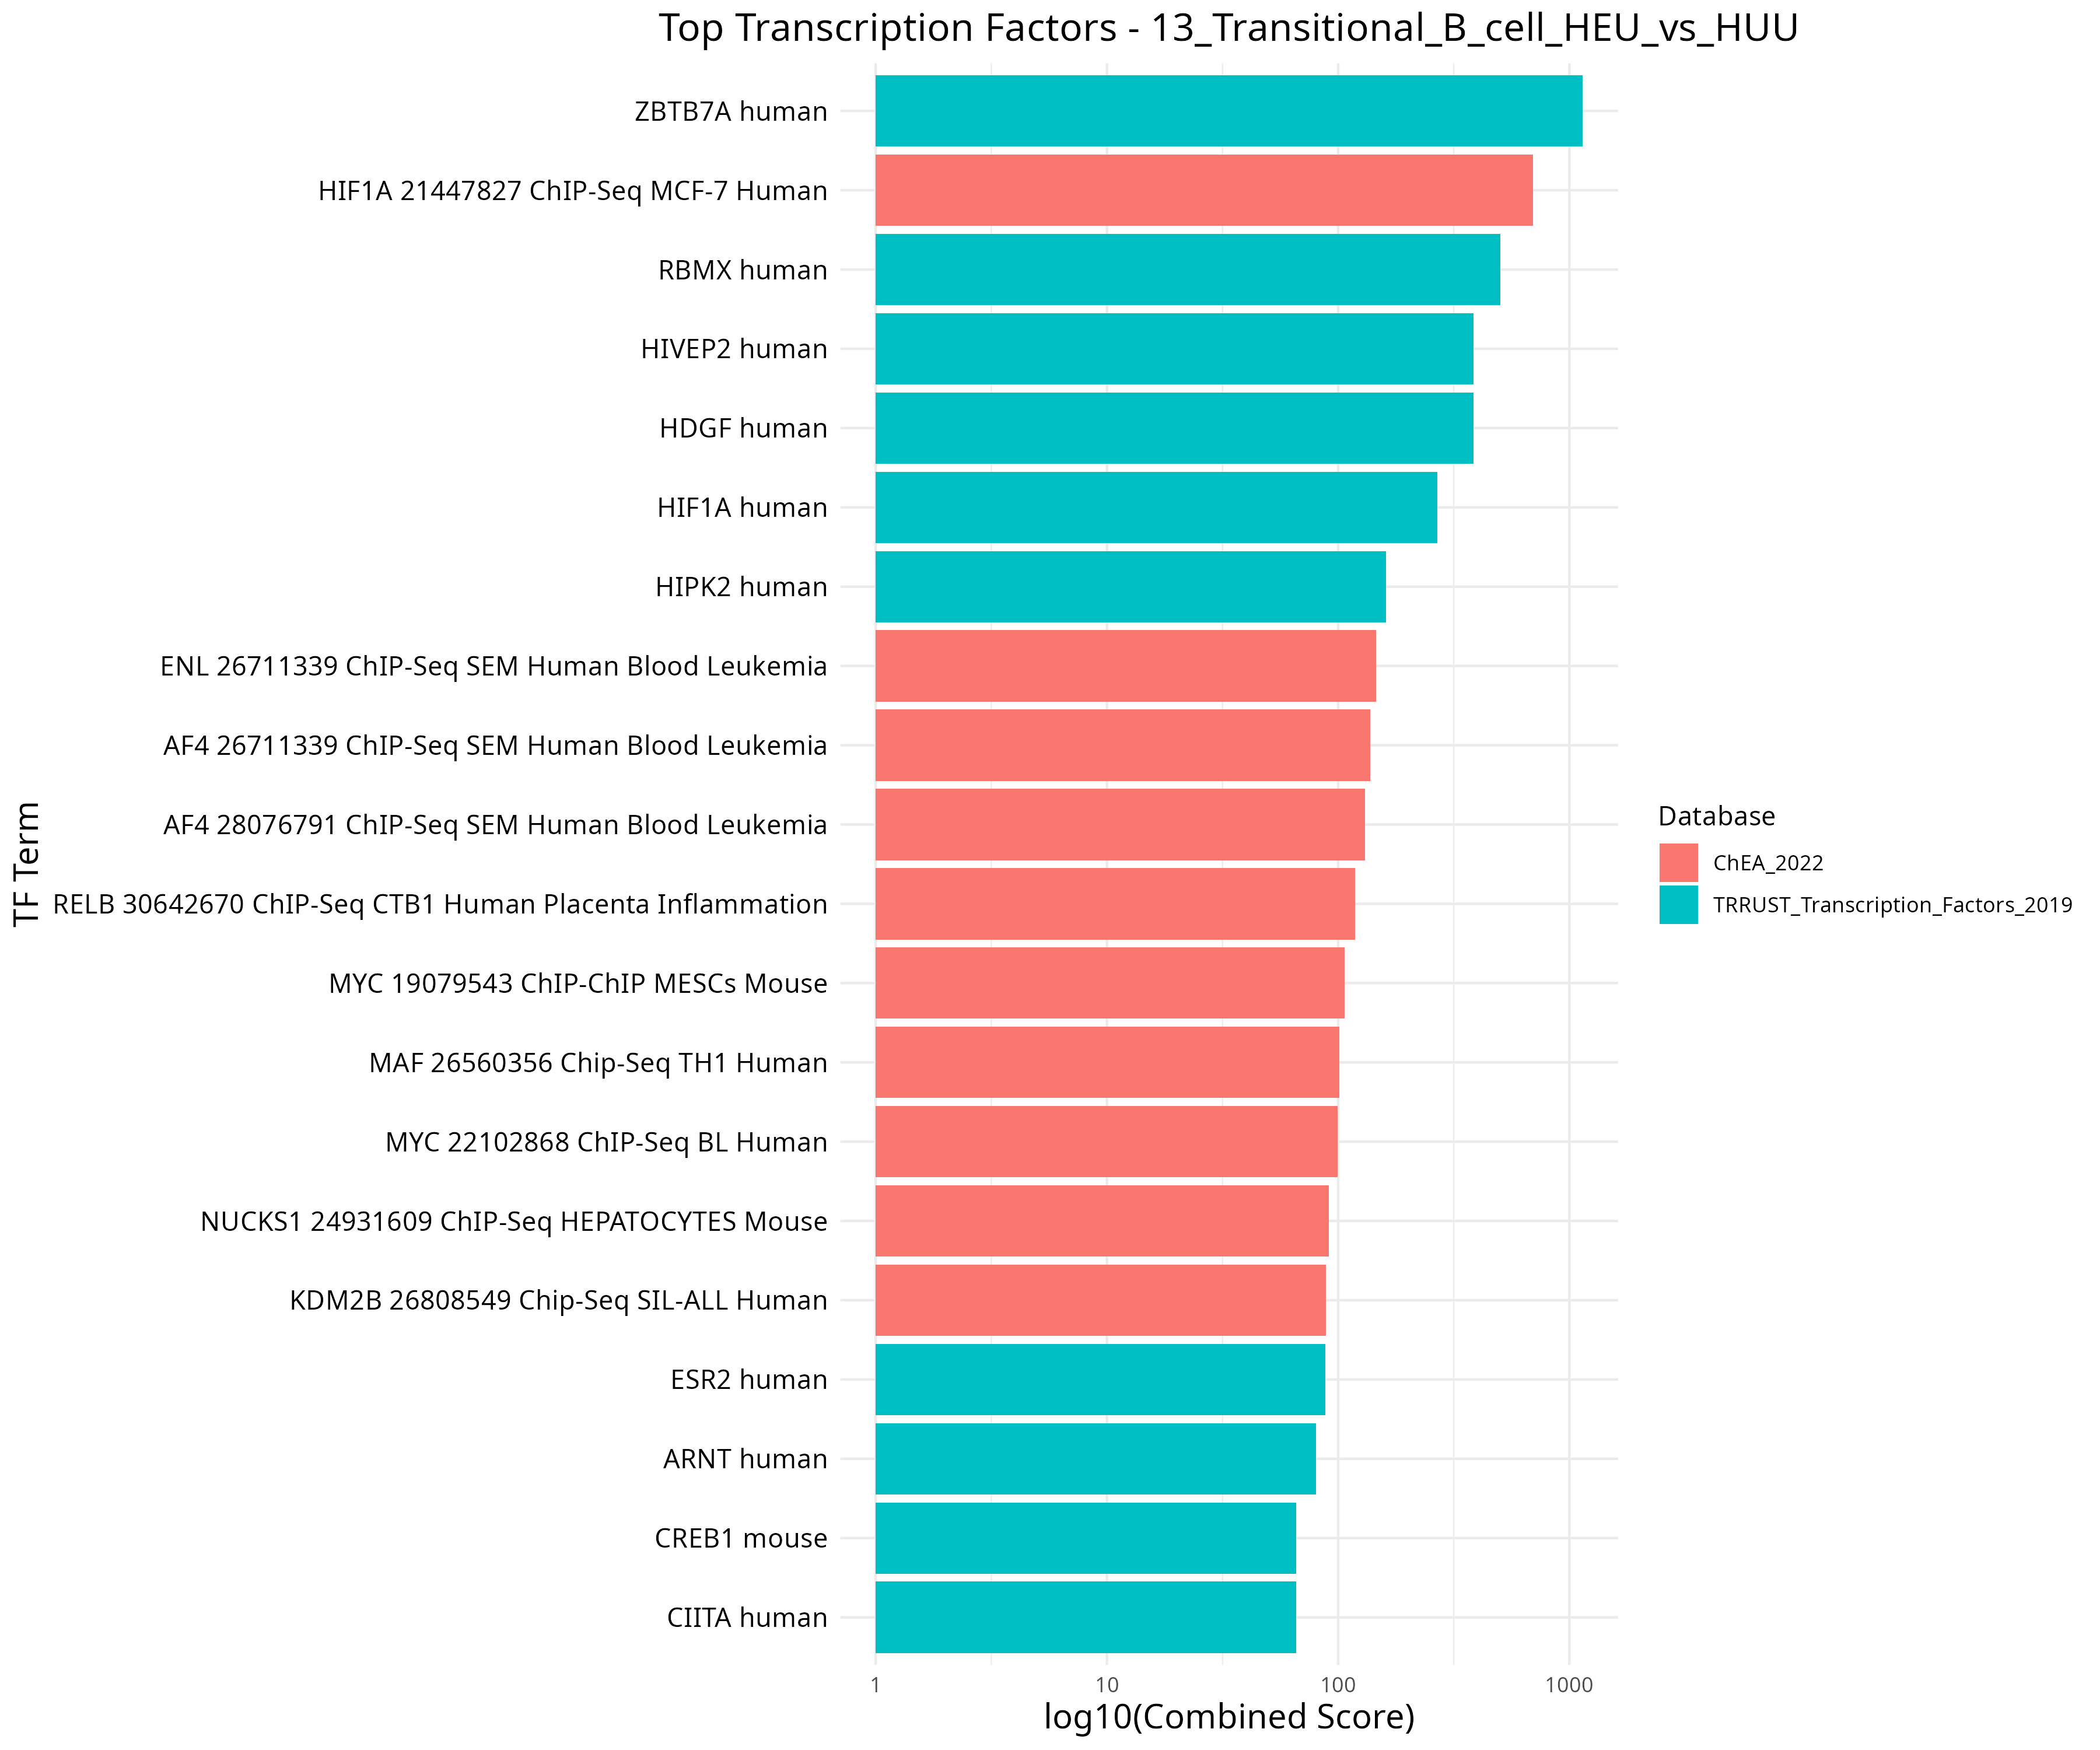 Top Transcription Factors - 13_Transitional_B_cell_HEU_vs_HUU
TF Term
ZBTB7A human
HIF1A 21447827 ChIP-Seq MCF-7 Human
RBMX human
HIVEP2 human
HDGF human
HIF1A human
HIPK2 human
ENL 26711339 ChIP-Seq SEM Human Blood Leukemia
AF4 26711339 ChIP-Seq SEM Human Blood Leukemia
AF4 28076791 ChIP-Seq SEM Human Blood Leukemia
RELB 30642670 ChIP-Seq CTB1 Human Placenta Inflammation
MYC 19079543 ChIP-ChIP MESCs Mouse
MAF 26560356 Chip-Seq TH1 Human
MYC 22102868 ChIP-Seq BL Human
NUCKS1 24931609 ChIP-Seq HEPATOCYTES Mouse
KDM2B 26808549 Chip-Seq SIL-ALL Human
ESR2 human
ARNT human
CREB1 mouse
CIITA human
1 10 100 1000
log10(Combined Score)
Database
ChEA_2022
TRRUST_Transcription_Factors_2019